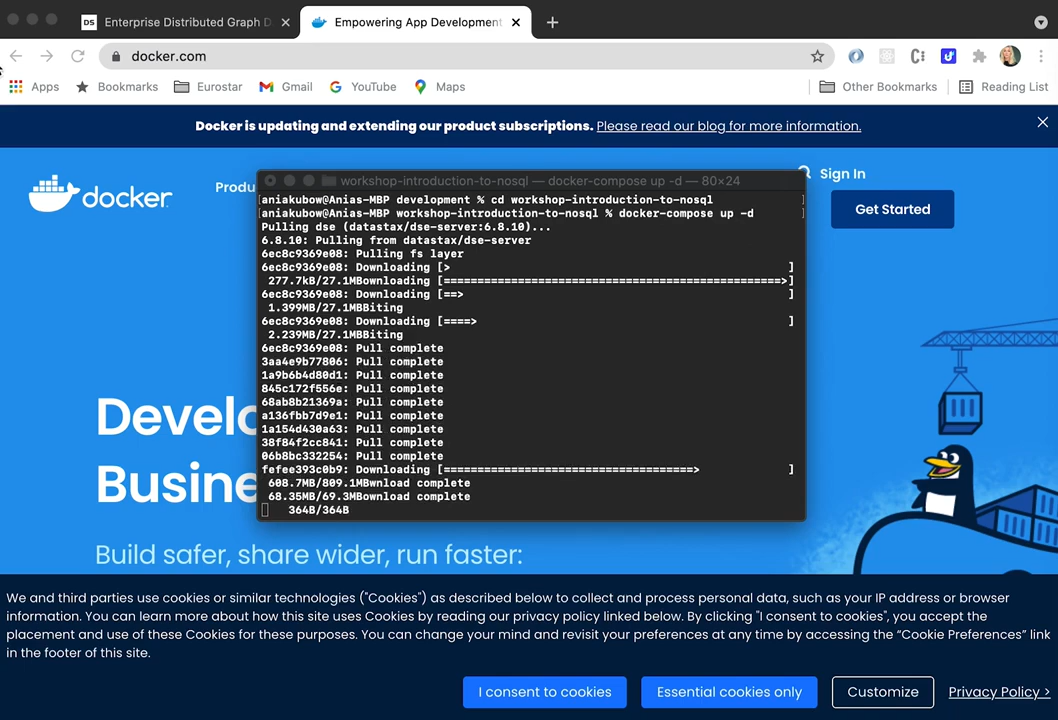 Enterprise Distributed Graph D
Empowering App Development
docker.com
Apps
Bookmarks
Eurostar
Gmail
YouTube
Maps
Other Bookmarks
Reading List
Docker is updating and extending our product subscriptions. Please read our blog for more information.
docker
Produ
Sign In
Get Started
workshop-introduction-to-nosql — docker-compose up -d — 80×24
[aniakubow@Anias-MBP development % cd workshop-introduction-to-nosql ]
[aniakubow@Anias-MBP workshop-introduction-to-nosql % docker-compose up -d ]
Pulling dse (datastax/dse-server:6.8.10)...
6.8.10: Pulling from datastax/dse-server
6ec8c9369e08: Pulling fs layer
6ec8c9369e08: Downloading [> ]
277.7kB/27.1MBownloading [==================================================>]
6ec8c9369e08: Downloading [==> ]
1.399MB/27.1MBBiting
6ec8c9369e08: Downloading [====> ]
2.239MB/27.1MBBiting
6ec8c9369e08: Pull complete
3aa4e9b77806: Pull complete
1a9b6b4d80d1: Pull complete
845c172f556e: Pull complete
68ab8b21369a: Pull complete
a136fbb7d9e1: Pull complete
1a154d430a63: Pull complete
38f84f2cc841: Pull complete
06b8bc332254: Pull complete
fefee393c0b9: Downloading [=====================================> ]
608.7MB/809.1MBwnload complete
68.35MB/69.3MBownload complete
364B/364B
Develo
Busine
Build safer, share wider, run faster:
We and third parties use cookies or similar technologies ("Cookies") as described below to collect and process personal data, such as your IP address or browser
information. You can learn more about how this site uses Cookies by reading our privacy policy linked below. By clicking "I consent to cookies", you accept the
placement and use of these Cookies for these purposes. You can change your mind and revisit your preferences at any time by accessing the “Cookie Preferences” link
in the footer of this site.
I consent to cookies
Essential cookies only
Customize
Privacy Policy >